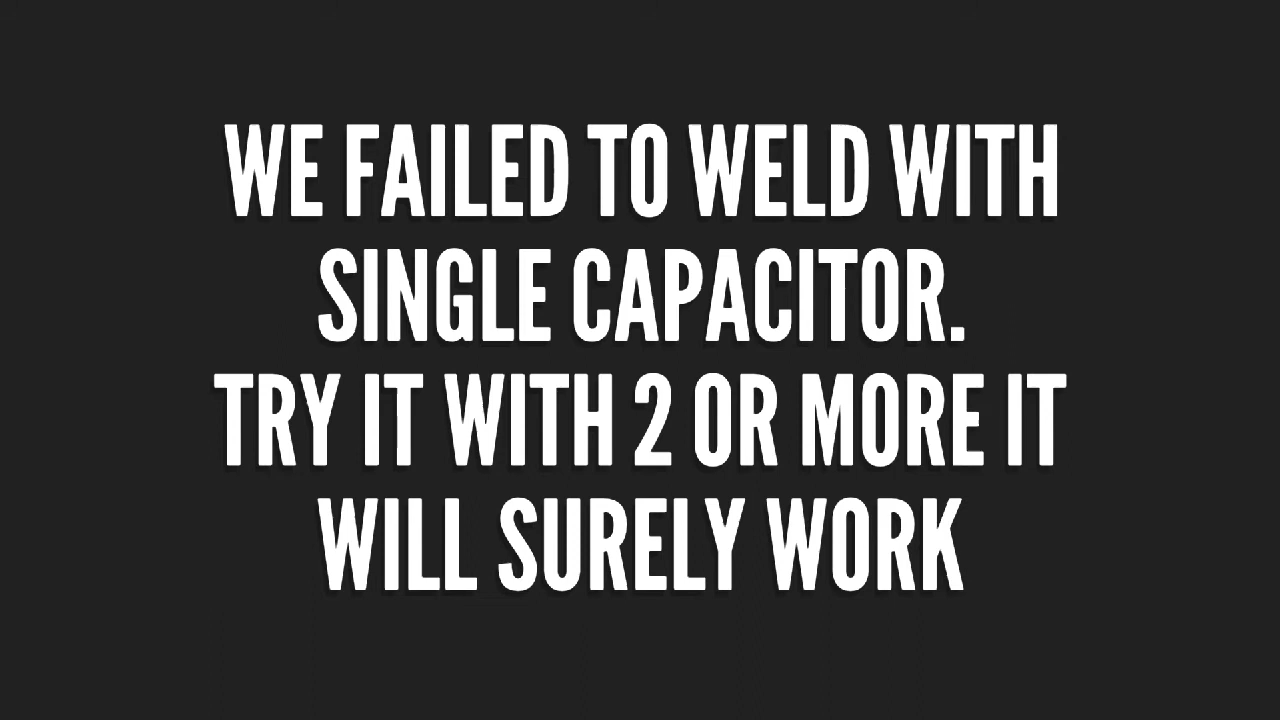 WE FAILED TO WELD WITH
SINGLE CAPACITOR.
TRY IT WITH 2 OR MORE IT
WILL SURELY WORK